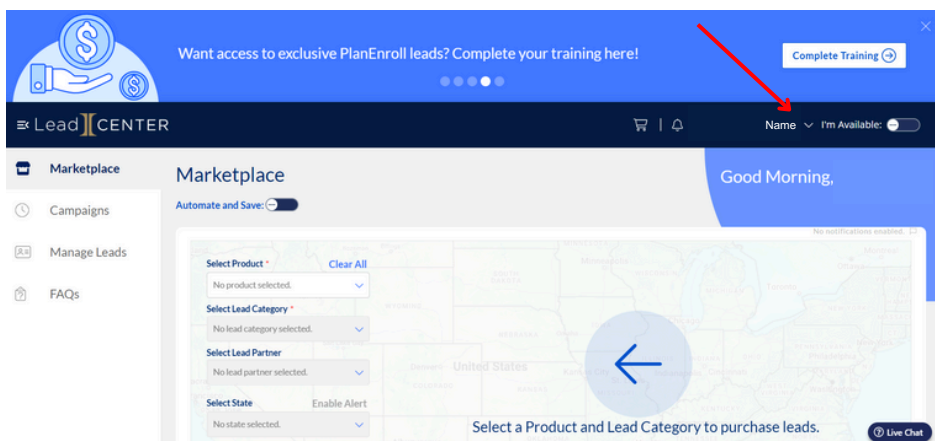 Want access to exclusive PlanEnroll leads? Complete your training here!
Complete Training
Lead CENTER
Name
I'm Available:
Marketplace
Campaigns
Manage Leads
FAQs
Marketplace
Automate and Save:
Good Morning,
No notifications enabled.
Select Product *
Clear All
No product selected.
Select Lead Category *
No lead category selected.
Select Lead Partner
No lead partner selected.
Select State
Enable Alert
No state selected.
United States
Select a Product and Lead Category to purchase leads.
Live Chat